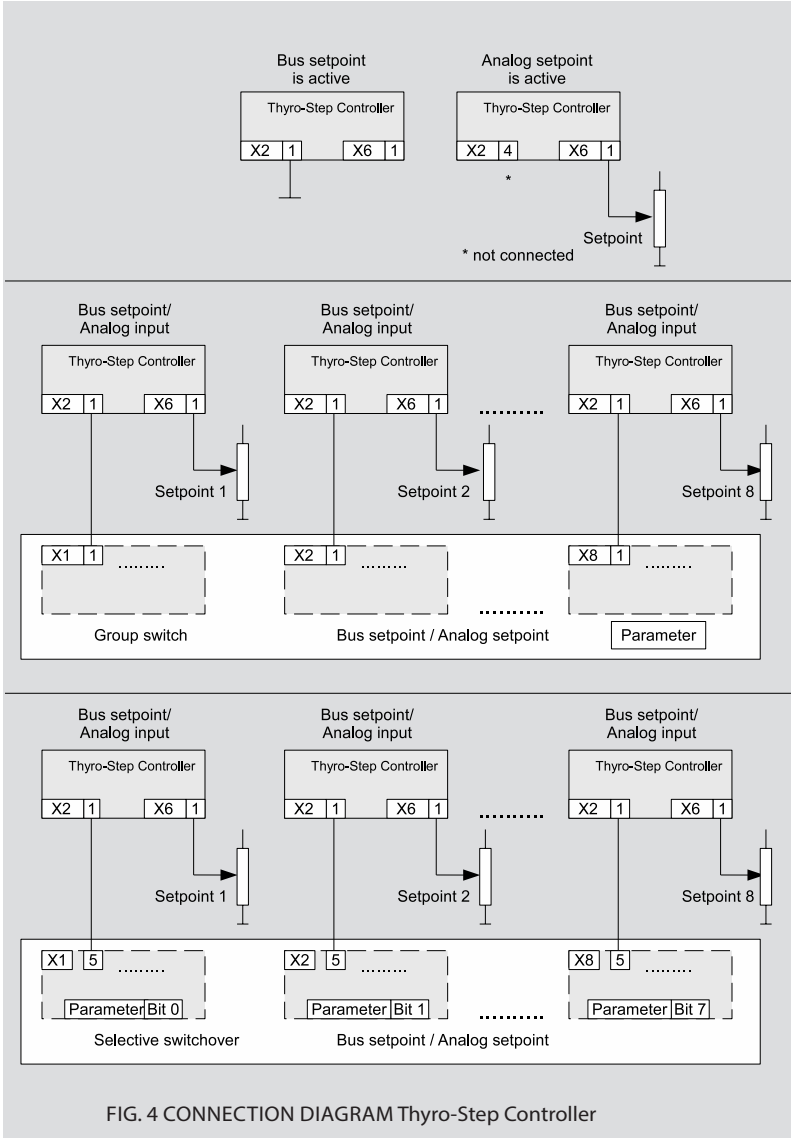 Bus setpoint
is active
Analog setpoint
is active
Thyro-Step Controller
Thyro-Step Controller
X2 1 X6 1
X2 4 X6 1
*
Setpoint
* not connected
Bus setpoint/
Analog input
Bus setpoint/
Analog input
Bus setpoint/
Analog input
Thyro-Step Controller
Thyro-Step Controller
Thyro-Step Controller
X2 1 X6 1
X2 1 X6 1
.......... 
X2 1 X6 1
Setpoint 1
Setpoint 2
Setpoint 8
X1 1 .........
X2 1 .........
X8 1 .........
..........
Group switch
Bus setpoint / Analog setpoint
Parameter
Bus setpoint/
Analog input
Bus setpoint/
Analog input
Bus setpoint/
Analog input
Thyro-Step Controller
Thyro-Step Controller
Thyro-Step Controller
X2 1 X6 1
X2 1 X6 1
..........
X2 1 X6 1
Setpoint 1
Setpoint 2
Setpoint 8
X1 5 .........
X2 5 .........
X8 5 .........
Parameter Bit 0
Parameter Bit 1
..........
Parameter Bit 7
Selective switchover
Bus setpoint / Analog setpoint
FIG. 4 CONNECTION DIAGRAM Thyro-Step Controller